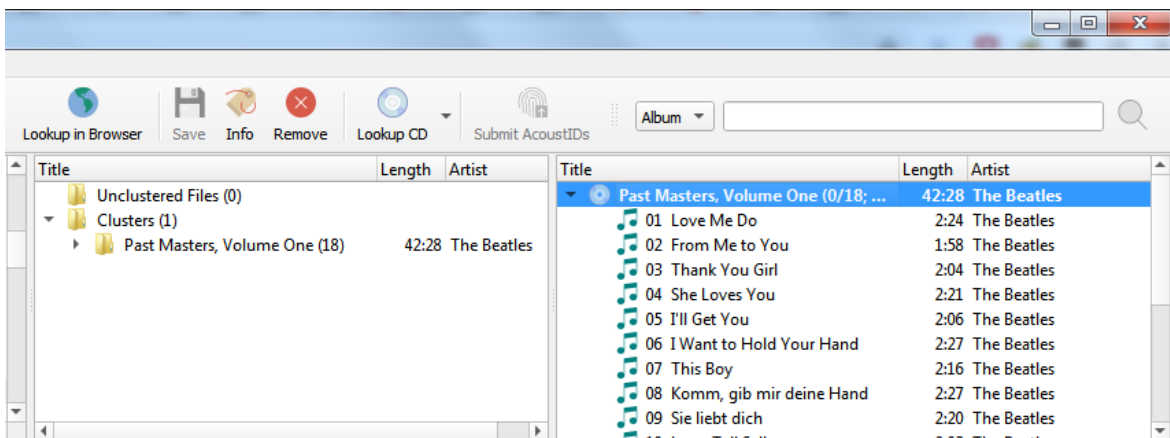 Lookup in Browser Save Info Remove Lookup CD Submit AcoustIDs Album
Title Length Artist
Unclustered Files (0)
Clusters (1)
Past Masters, Volume One (18) 42:28 The Beatles
Title Length Artist
Past Masters, Volume One (0/18; ... 42:28 The Beatles
01 Love Me Do 2:24 The Beatles
02 From Me to You 1:58 The Beatles
03 Thank You Girl 2:04 The Beatles
04 She Loves You 2:21 The Beatles
05 I'll Get You 2:06 The Beatles
06 I Want to Hold Your Hand 2:27 The Beatles
07 This Boy 2:16 The Beatles
08 Komm, gib mir deine Hand 2:27 The Beatles
09 Sie liebt dich 2:20 The Beatles